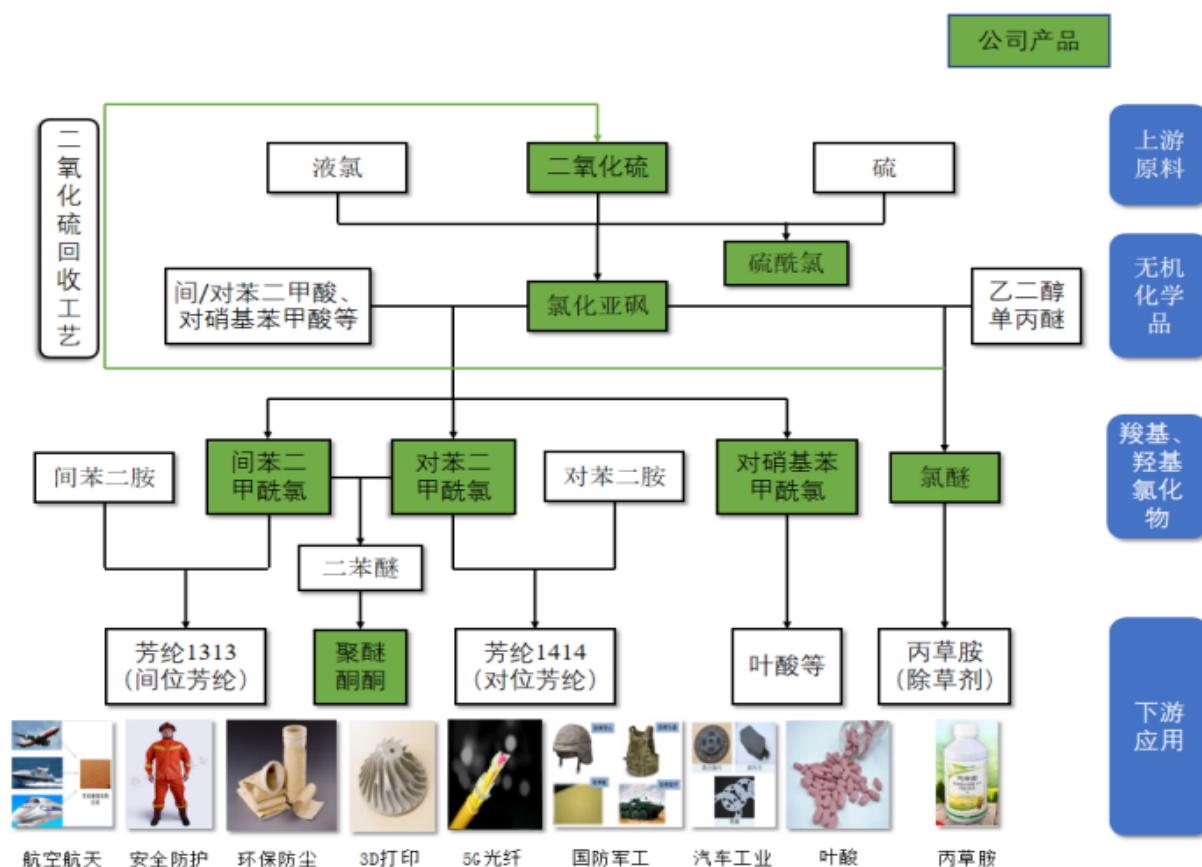 公司产品
二
氧
化
硫
回
收
工
艺
液氯
二氧化硫
硫
上游
原料
硫酰氯
无机
化学
品
间/对苯二甲酸、
对硝基苯甲酸等
氯化亚砜
乙二醇
单丙醚
羧基、
羟基
氯化
物
间苯二胺
间苯二
甲酰氯
对苯二
甲酰氯
对苯二胺
对硝基苯
甲酰氯
氯醚
二苯醚
芳纶1313
(间位芳纶)
聚醚
酮酮
芳纶1414
(对位芳纶)
叶酸等
丙草胺
(除草剂)
下游
应用
航空航天
安全防护
环保防尘
3D打印
5G光纤
国防军工
汽车工业
叶酸
丙草胺